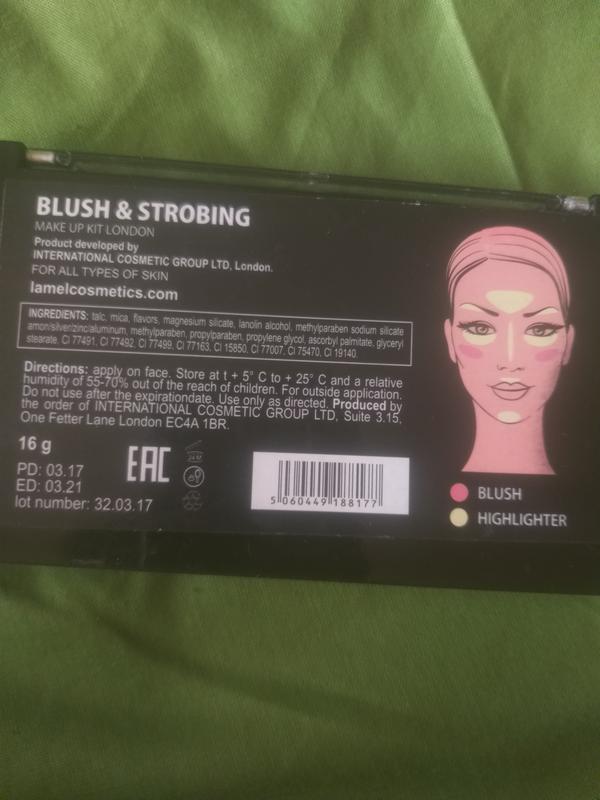 BLUSH & STROBING
MAKE UP KIT LONDON
Product developed by
INTERNATIONAL COSMETIC GROUP LTD, London.
FOR ALL TYPES OF SKIN
lamelcosmetics.com
INGREDIENTS: talc, mica, flavors, magnesium silicate, lanolin alcohol, methylparaben sodium silicate
amon/silver/zinc/aluminum, methylparaben, propylparaben, propylene glycol, ascorbyl palmitate, glyceryl
stearate, CI 77491, CI 77492, CI 77499, CI 77163, CI 15850, CI 77007, CI 75470, CI 19140.
Directions: apply on face. Store at t + 5° C to + 25° C and a relative
humidity of 55-70% out of the reach of children. For outside application.
Do not use after the expirationdate. Use only as directed. Produced by
the order of INTERNATIONAL COSMETIC GROUP LTD, Suite 3.15,
One Fetter Lane London EC4A 1BR.
16 g
PD: 03.17
ED: 03.21
lot number: 32.03.17
EAC
24 M
5 060449 188177
BLUSH
HIGHLIGHTER